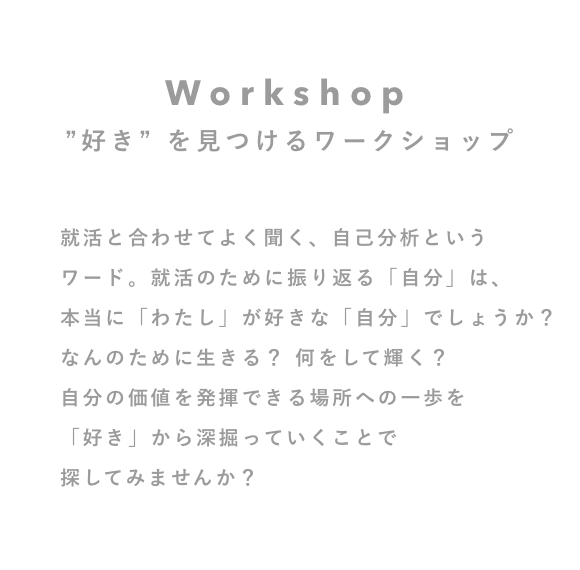 Workshop
”好き” を見つけるワークショップ
就活と合わせてよく聞く、自己分析という
ワード。就活のために振り返る「自分」は、
本当に「わたし」が好きな「自分」でしょうか？
なんのために生きる？ 何をして輝く？
自分の価値を発揮できる場所への一歩を
「好き」から深掘っていくことで
探してみませんか？